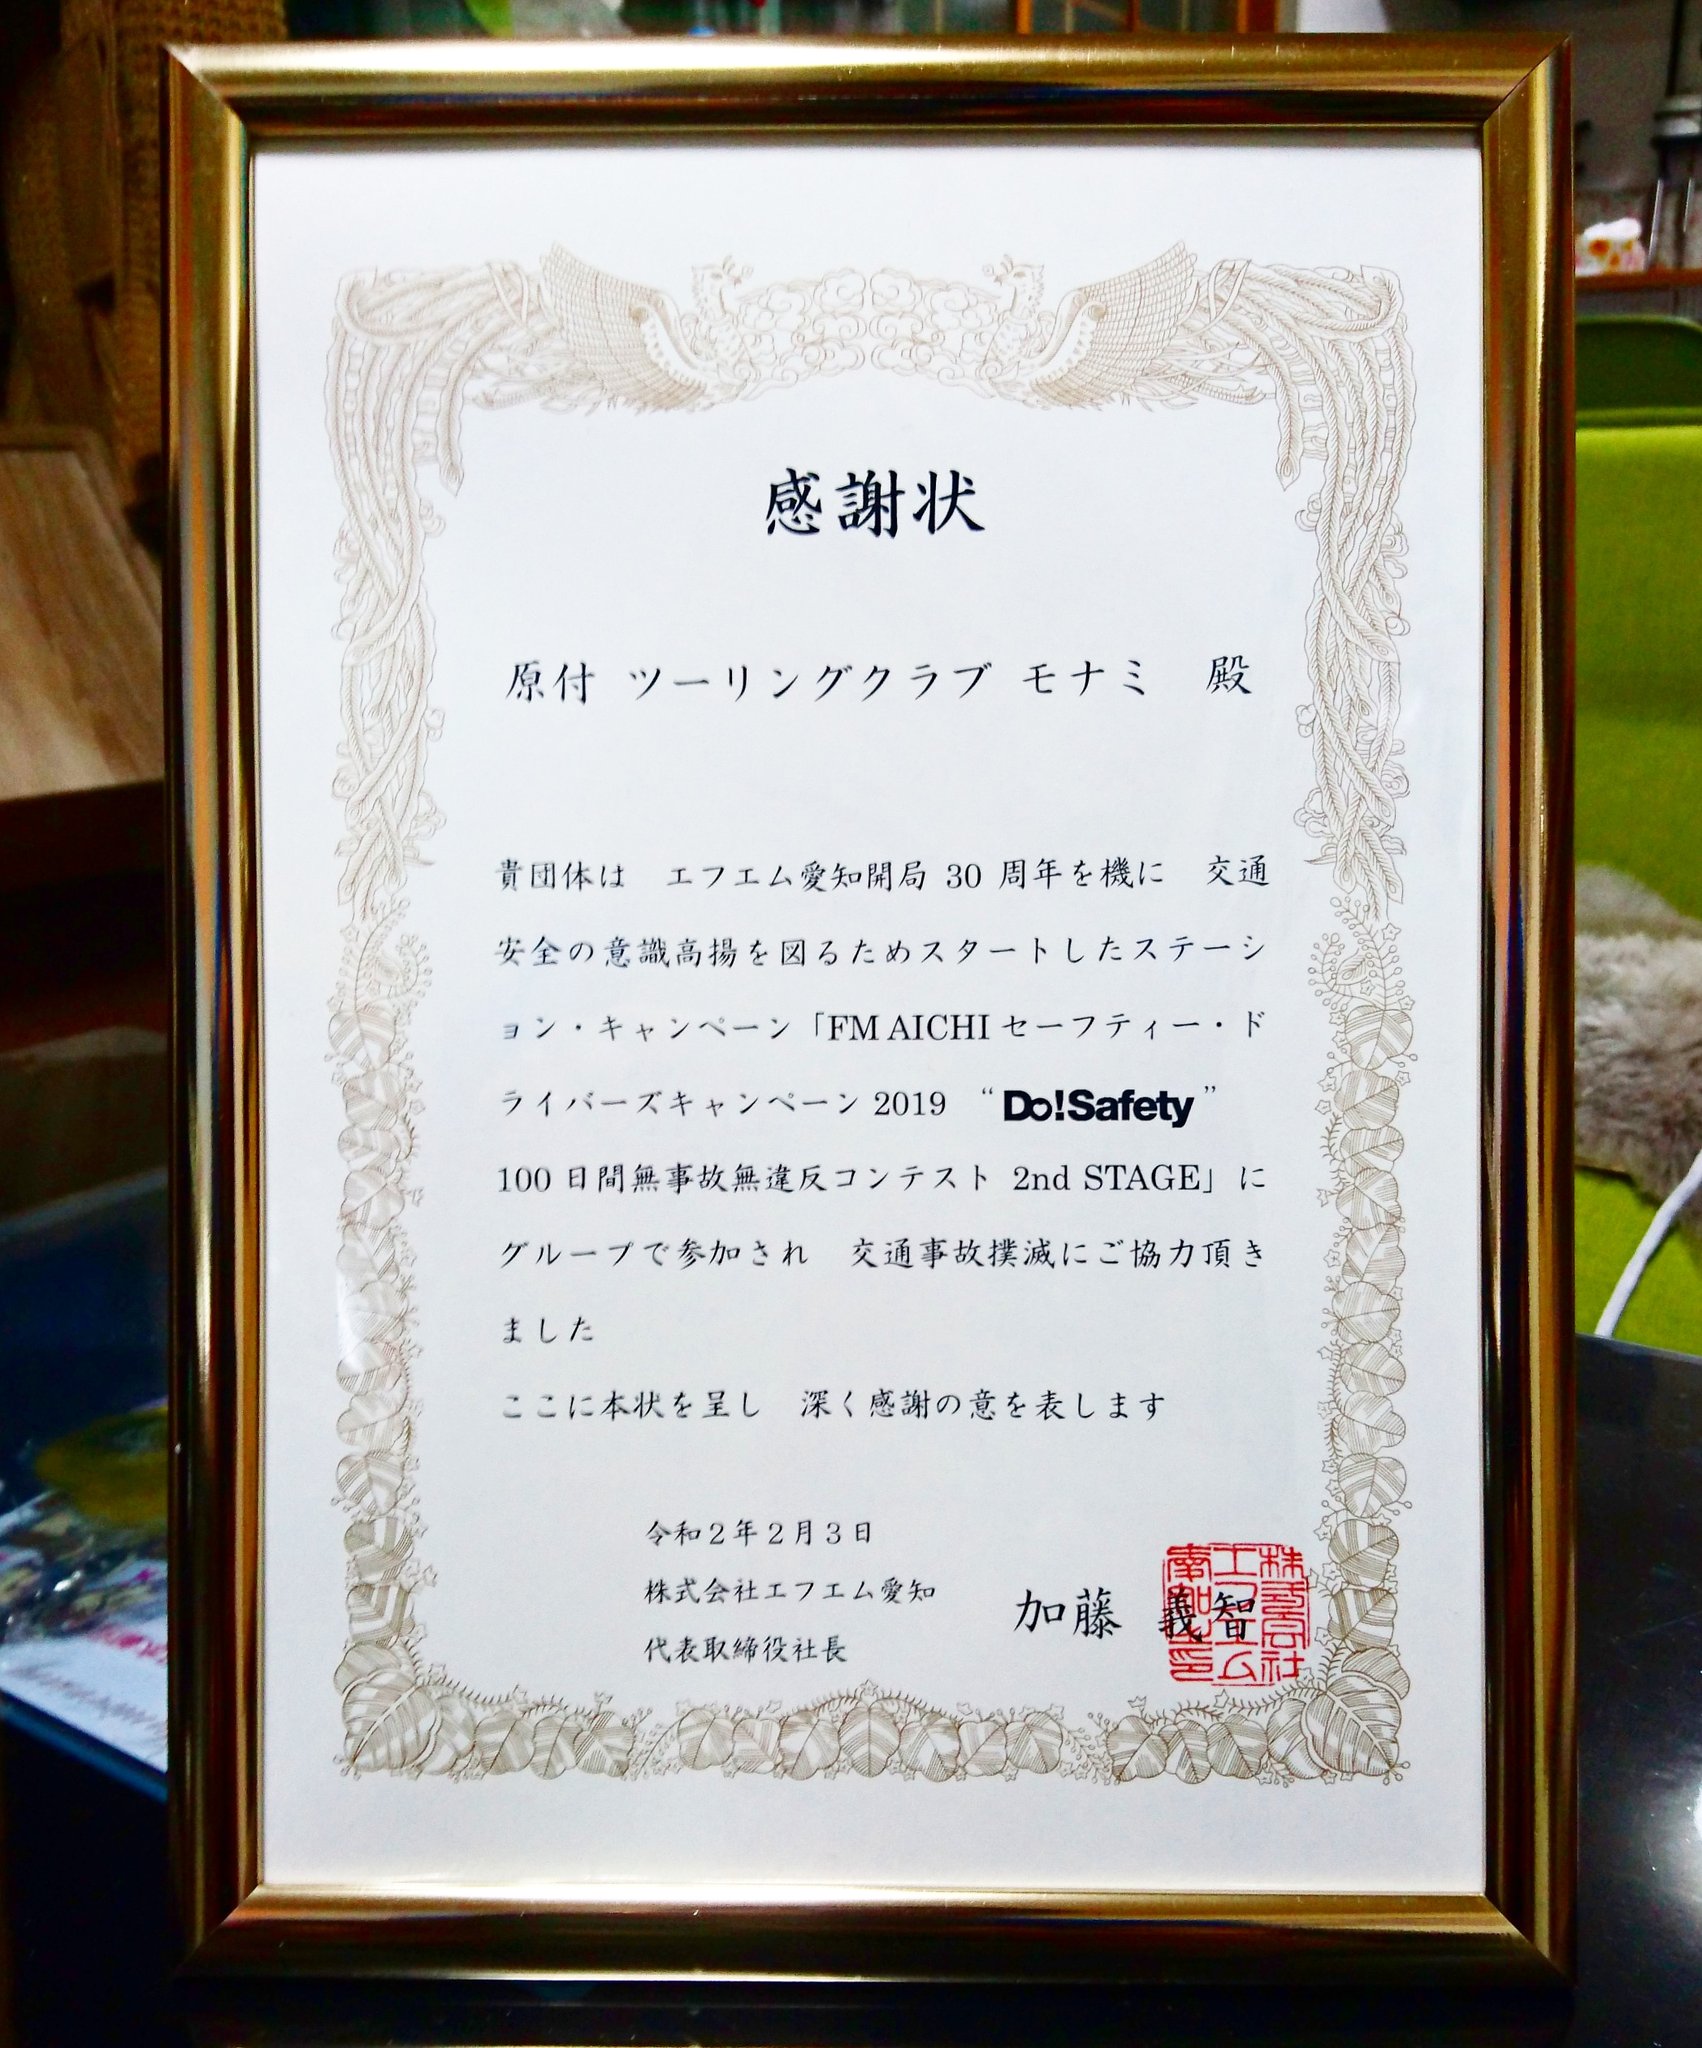 感謝状
原付 ツーリングクラブ モナミ 殿
貴団体は エフエム愛知開局 30 周年を機に 交通
安全の意識高揚を図るためスタートしたステーシ
ョン・キャンペーン「FM AICHI セーフティー・ド
ライバーズキャンペーン 2019 “Do!Safety”
100 日間無事故無違反コンテスト 2nd STAGE」に
グループで参加され 交通事故撲滅にご協力頂き
ました
ここに本状を呈し 深く感謝の意を表します
令和２年２月３日
株式会社エフエム愛知
代表取締役社長
加藤 義智